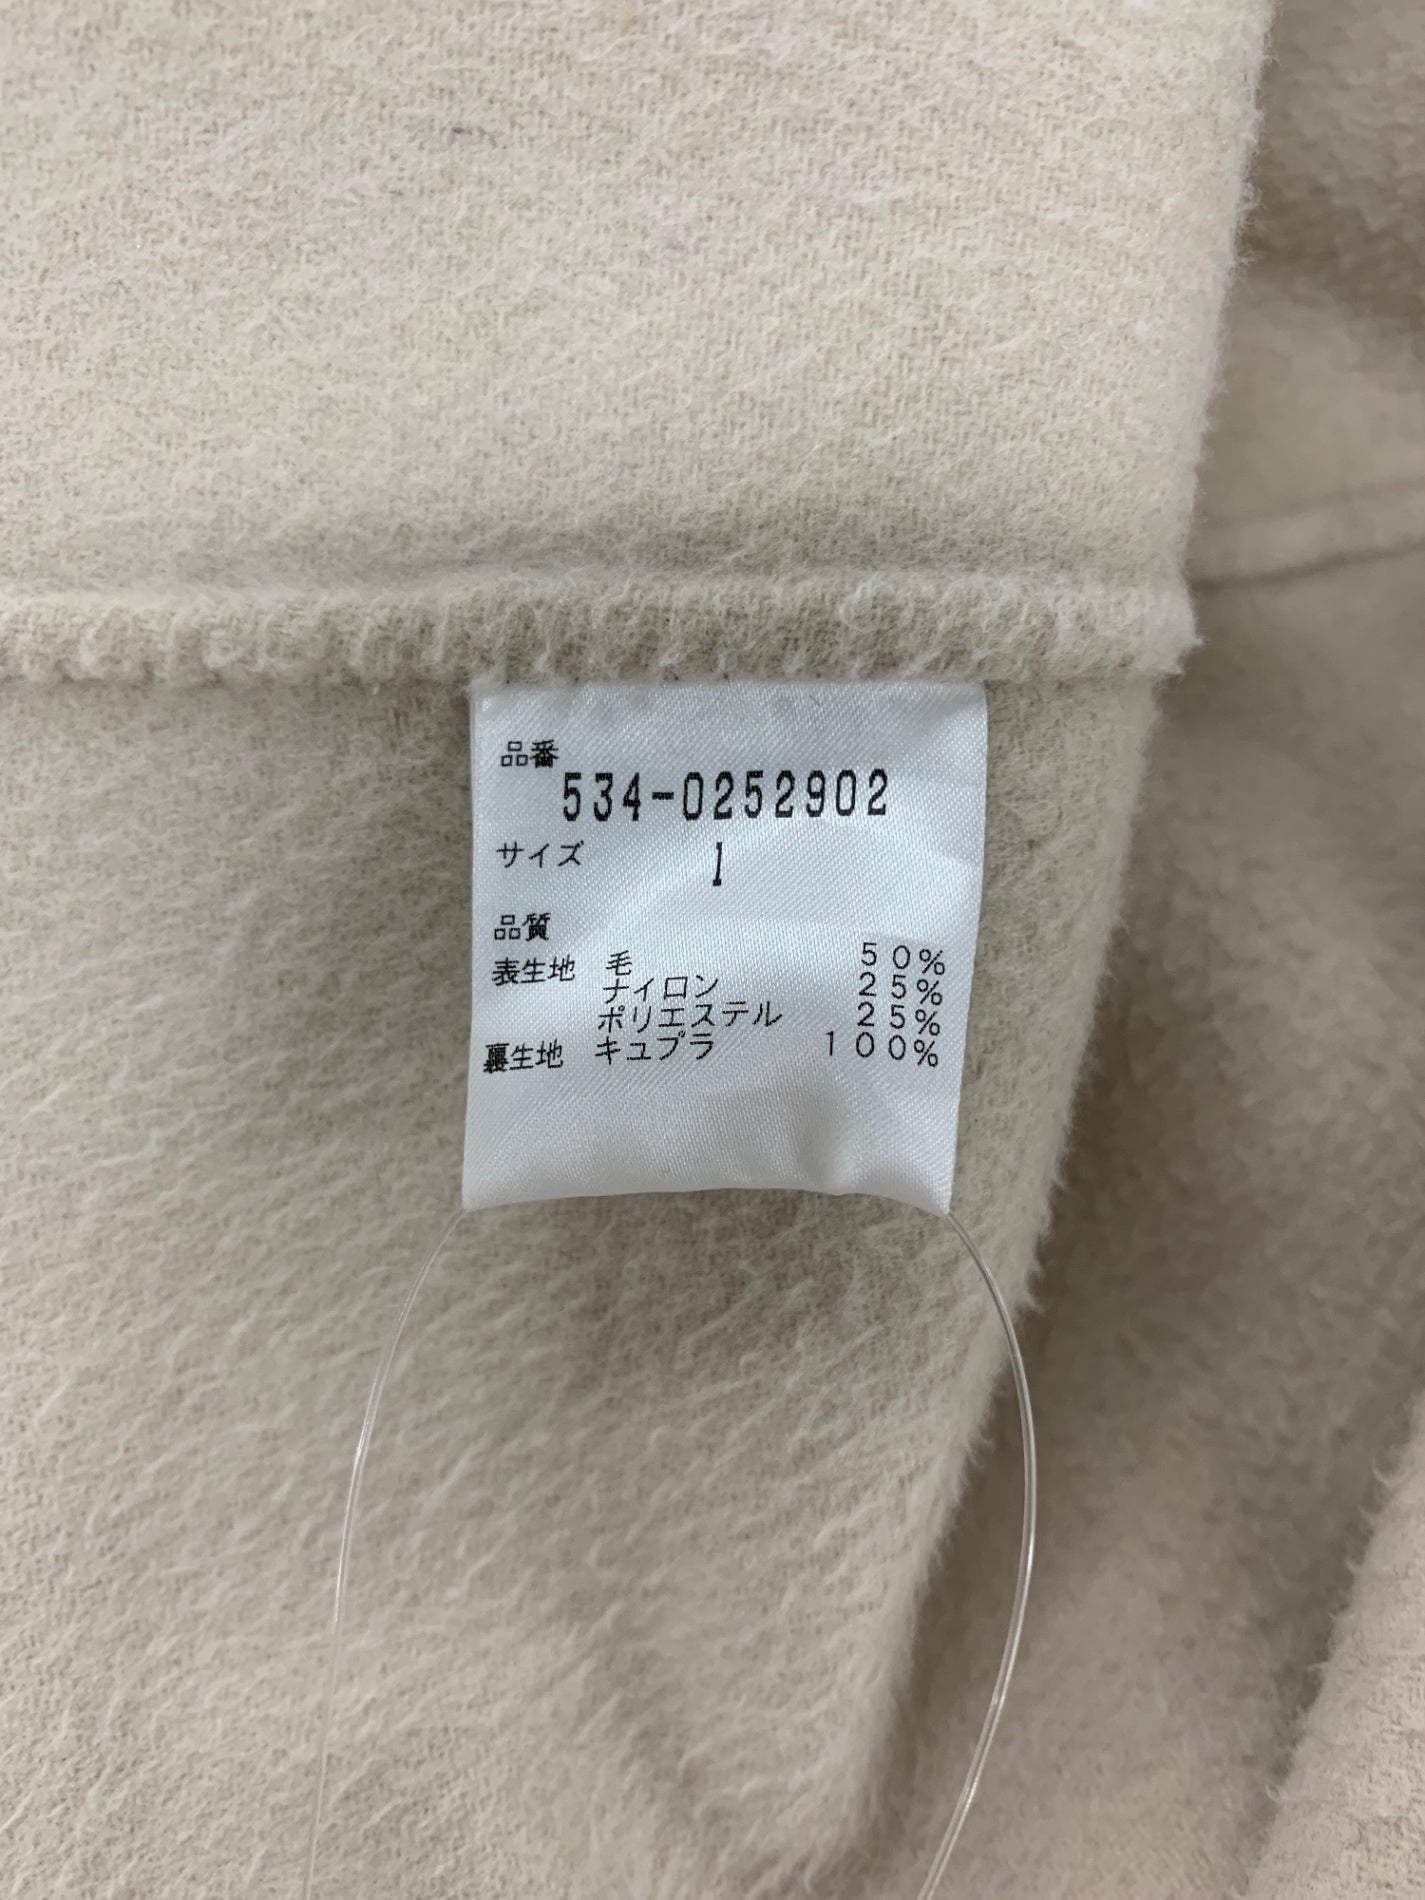 品番
534-0252902
サイズ 1
品質
表生地 毛 50%
ナイロン 25%
ポリエステル 25%
裏生地 キュプラ 100%